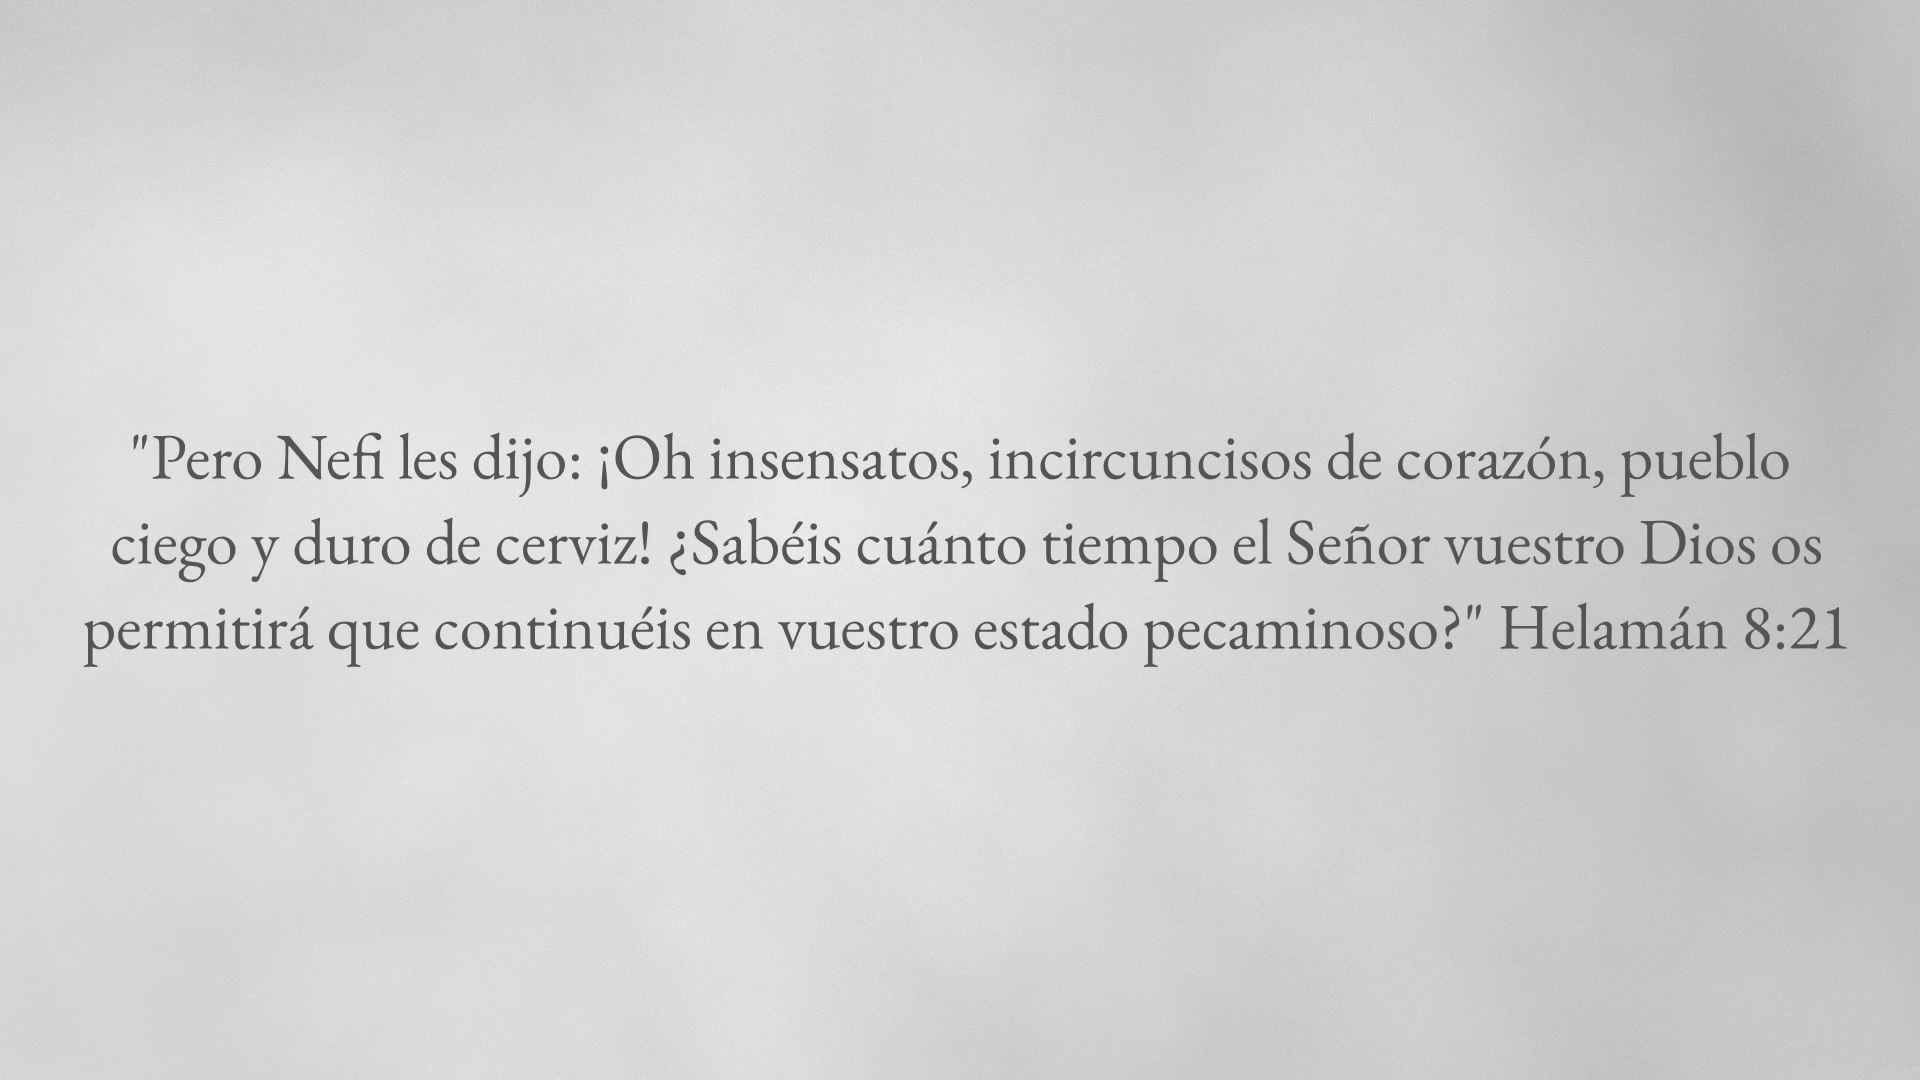 "Pero Nefi les dijo: ¡Oh insensatos, incircuncisos de corazón, pueblo
ciego y duro de cerviz! ¿Sabéis cuánto tiempo el Señor vuestro Dios os
permitirá que continuéis en vuestro estado pecaminoso?" Helamán 8:21